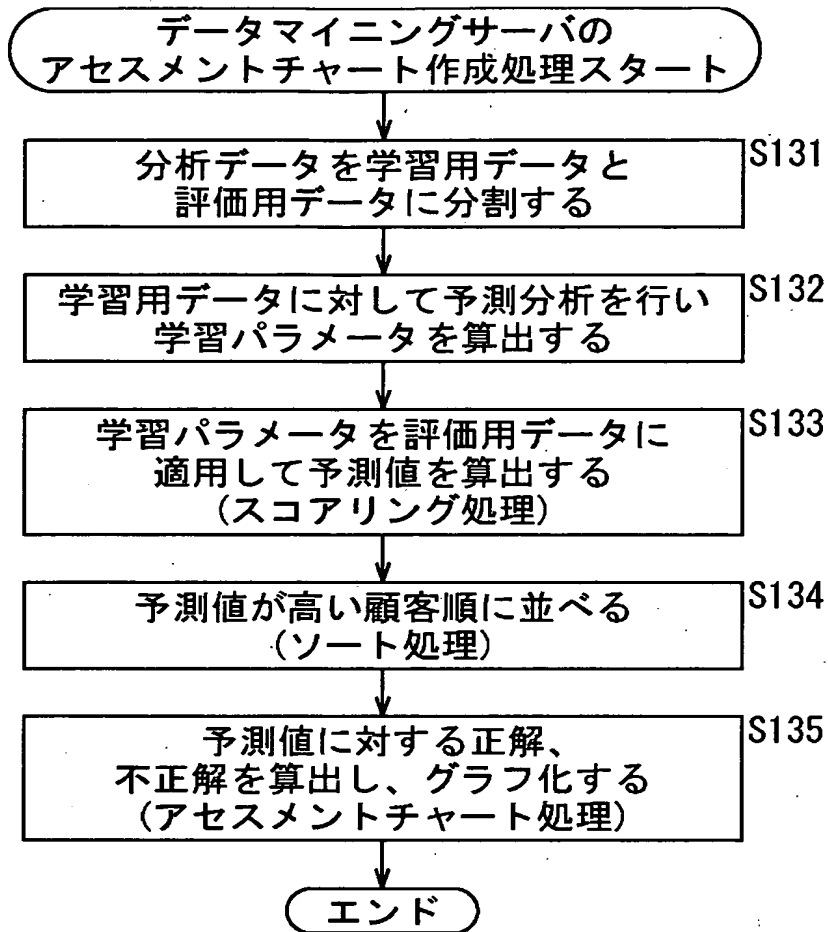 データマイニングサーバの
アセスメントチャート作成処理スタート
分析データを学習用データと
評価用データに分割する
S131
学習用データに対して予測分析を行い
学習パラメータを算出する
S132
学習パラメータを評価用データに
適用して予測値を算出する
(スコアリング処理)
S133
予測値が高い顧客順に並べる
(ソート処理)
S134
予測値に対する正解、
不正解を算出し、グラフ化する
(アセスメントチャート処理)
S135
エンド